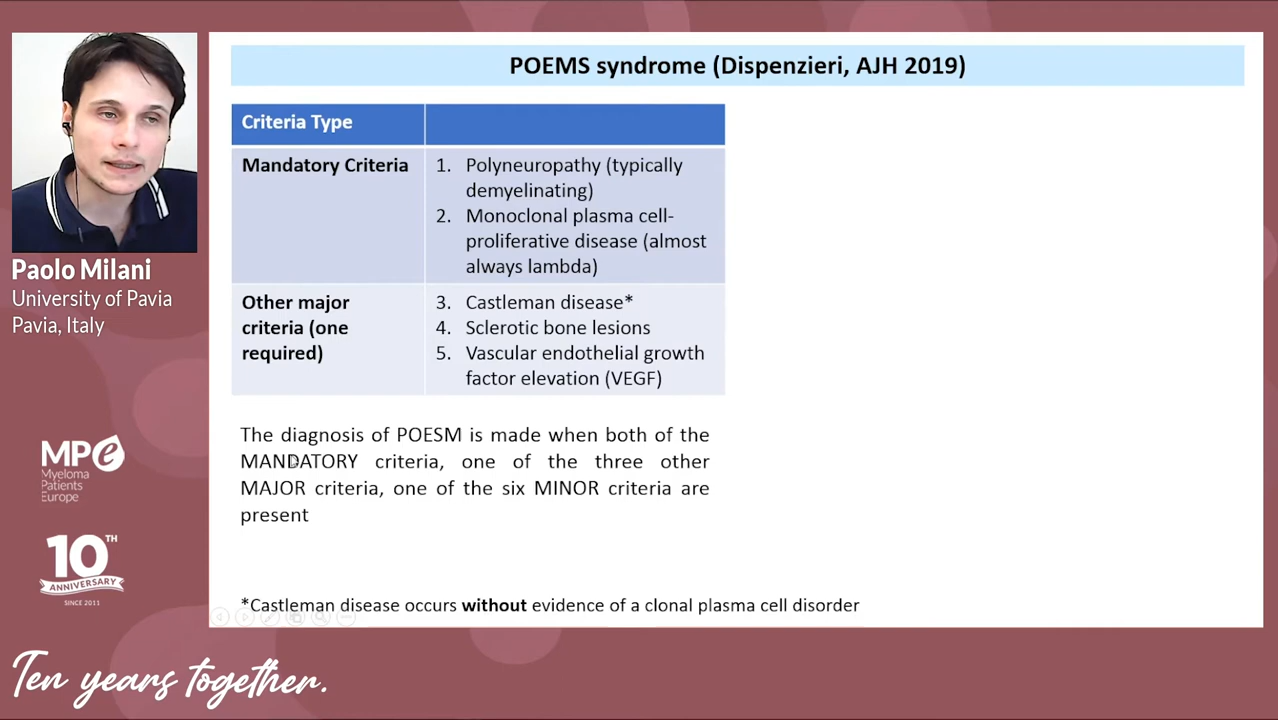 POEMS syndrome (Dispenzieri, AJH 2019)
Criteria Type
Mandatory Criteria
1. Polyneuropathy (typically
demyelinating)
2. Monoclonal plasma cell-
proliferative disease (almost
always lambda)
Other major
criteria (one
required)
3. Castleman disease*
4. Sclerotic bone lesions
5. Vascular endothelial growth
factor elevation (VEGF)
The diagnosis of POESM is made when both of the
MANDATORY criteria, one of the three other
MAJOR criteria, one of the six MINOR criteria are
present
*Castleman disease occurs without evidence of a clonal plasma cell disorder
Paolo Milani
University of Pavia
Pavia, Italy
MPe
Myeloma
Patients
Europe
10TH
ANNIVERSARY
SINCE 2011
Ten years together.